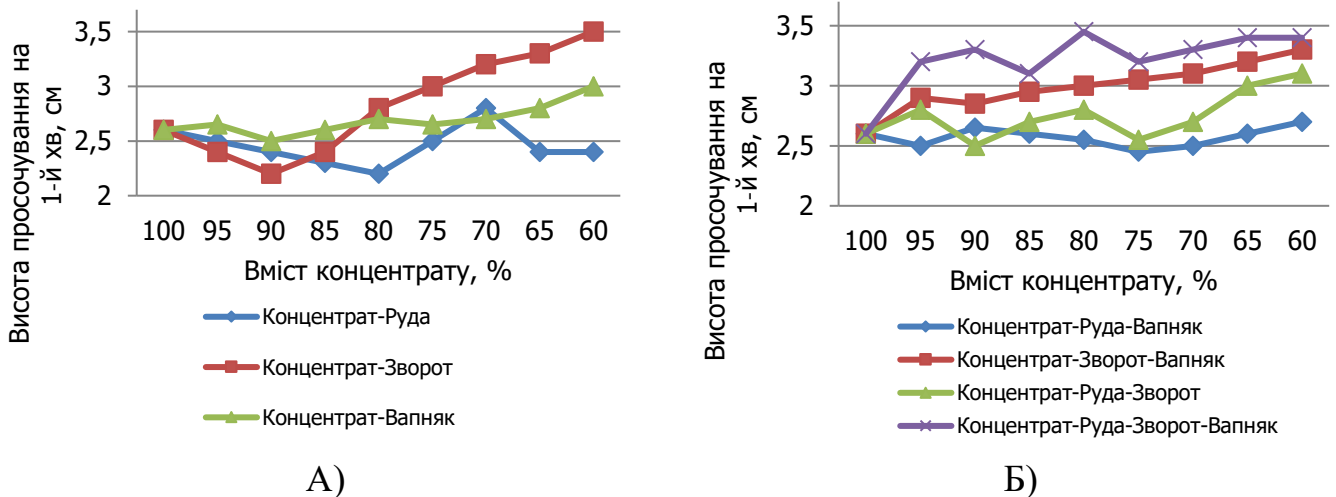 Висота просочування на
1-й хв, см
3,5
3
2,5
2
100 95 90 85 80 75 70 65 60
Вміст концентрату, %
Концентрат-Руда
Концентрат-Зворот
Концентрат-Вапняк
А)
Висота просочування на
1-й хв, см
3,5
3
2,5
2
100 95 90 85 80 75 70 65 60
Вміст концентрату, %
Концентрат-Руда-Вапняк
Концентрат-Зворот-Вапняк
Концентрат-Руда-Зворот
Концентрат-Руда-Зворот-Вапняк
Б)